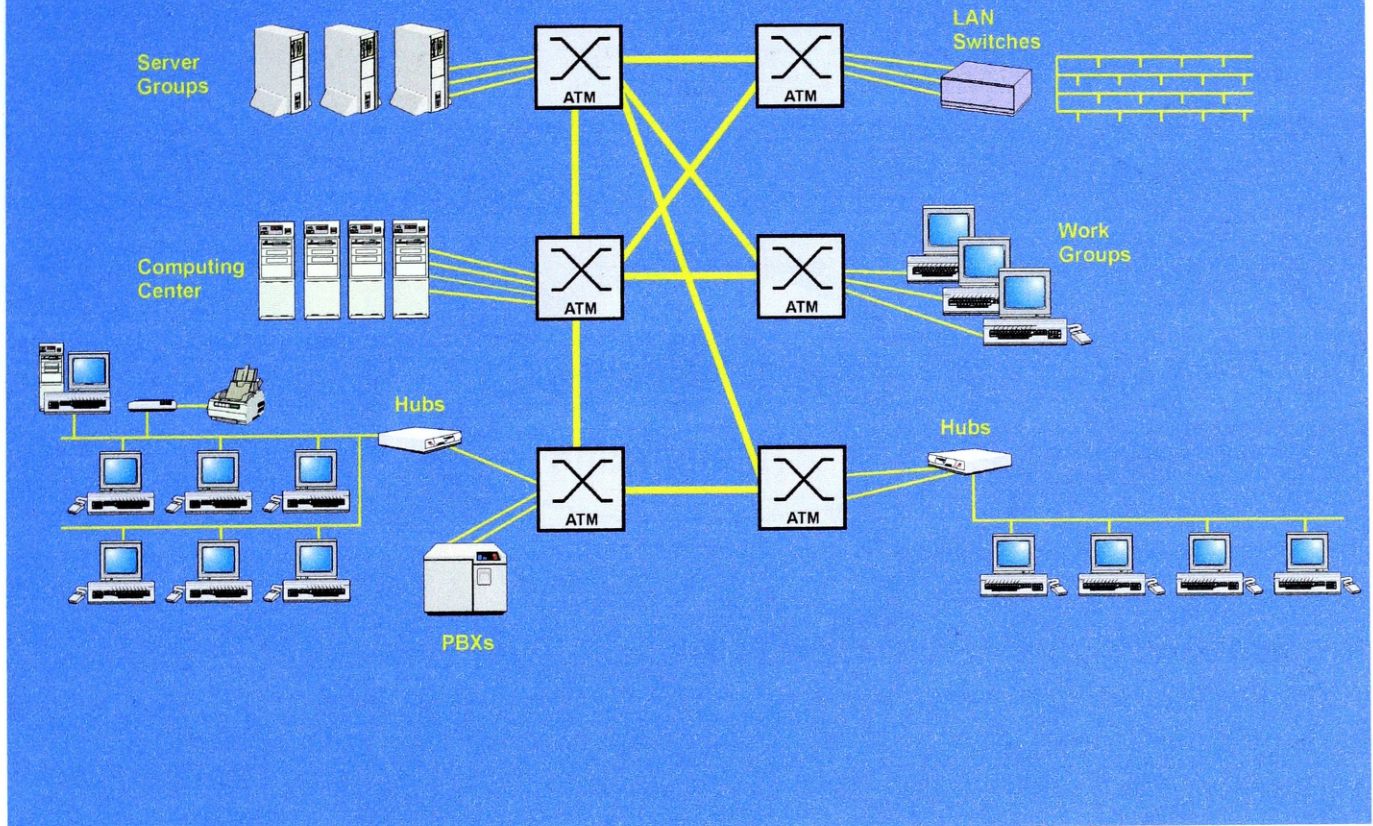 Server
Groups
ATM
ATM
LAN
Switches
Computing
Center
ATM
ATM
Work
Groups
Hubs
ATM
ATM
Hubs
PBXs